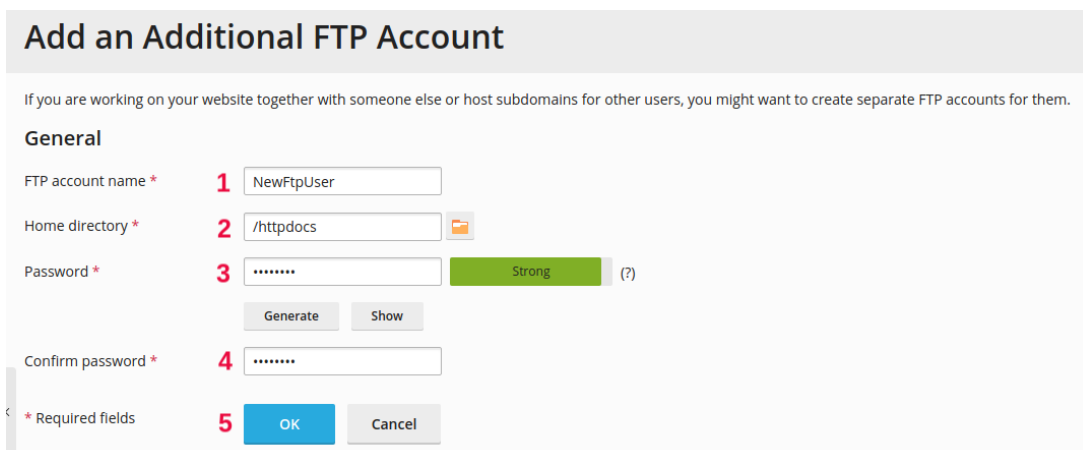 Add an Additional FTP Account
If you are working on your website together with someone else or host subdomains for other users, you might want to create separate FTP accounts for them.
General
FTP account name * 1 NewFtpUser
Home directory * 2 /httpdocs
Password * 3 •••••••• Strong (?)
Generate Show
Confirm password * 4 ••••••••
* Required fields 5 OK Cancel